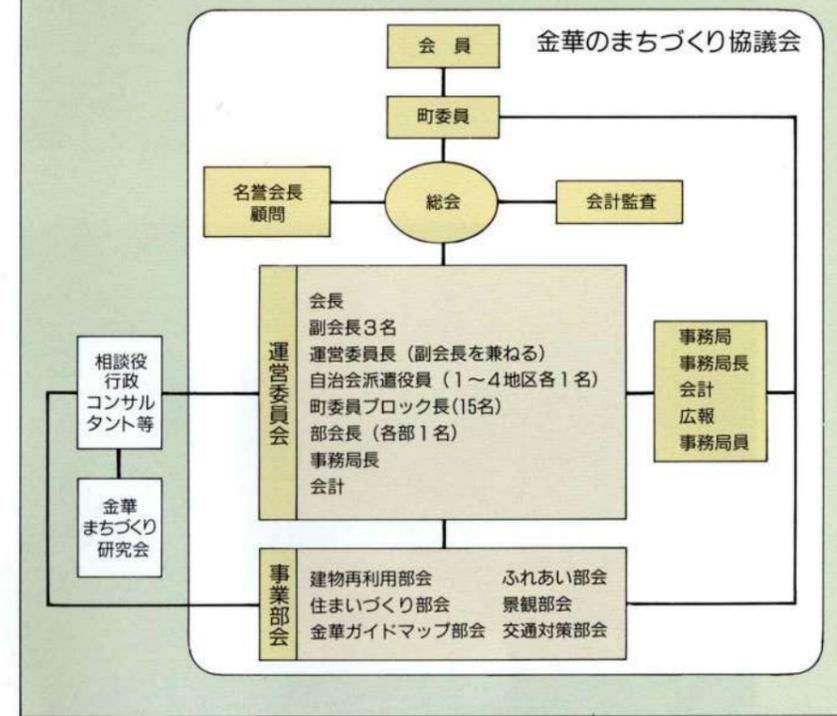 金華のまちづくり協議会
会 員
町委員
名誉会長
顧問
総会
会計監査
運営委員会
会長
副会長3名
運営委員長(副会長を兼ねる)
自治会派遣役員(1~4地区各1名)
町委員ブロック長(15名)
部会長(各部1名)
事務局長
会計
事務局
事務局長
会計
広報
事務局員
相談役
行政
コンサル
タント等
金華
まちづくり
研究会
事業部会
建物再利用部会 ふれあい部会
住まいづくり部会 景観部会
金華ガイドマップ部会 交通対策部会